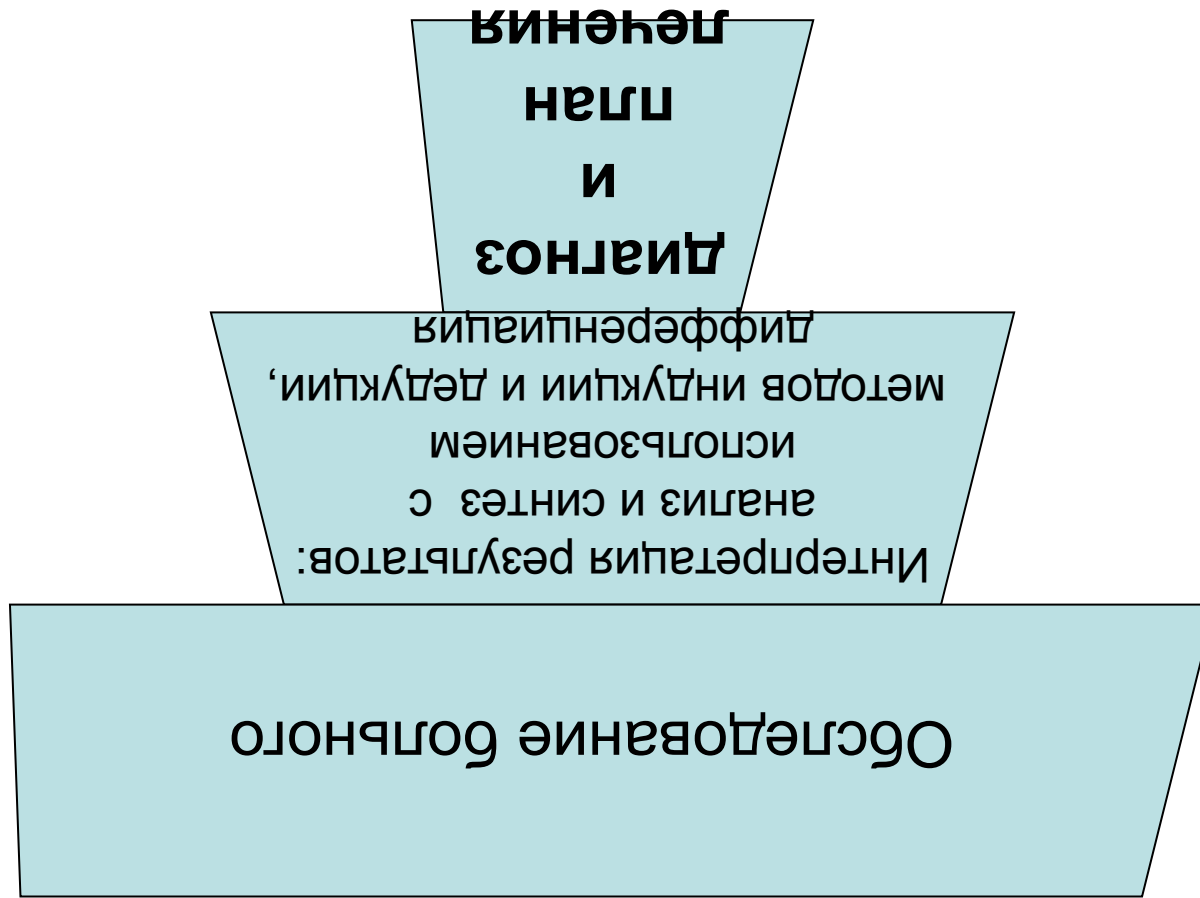 Обследование больного
Интерпретация результатов:
анализ и синтез  с
использованием
методов индукции и дедукции,
дифференциация
диагноз
и
план
лечения